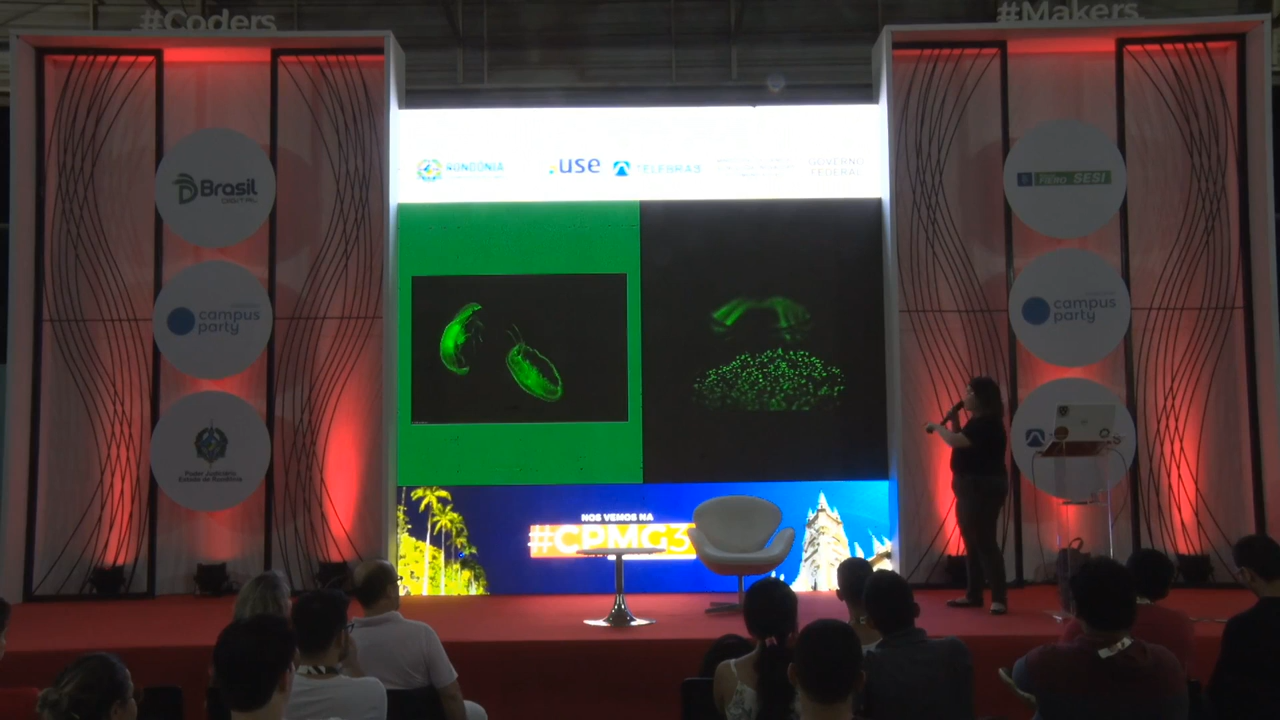 #Coders
#Makers
RONDÔNIA
use
TELEBRAS
GOVERNO
FEDERAL
Brasil
DIGITAL
SESI
campus
party
campus
party
Poder Judiciário
Estado de Rondônia
NOS VEMOS NA
#CPMG3